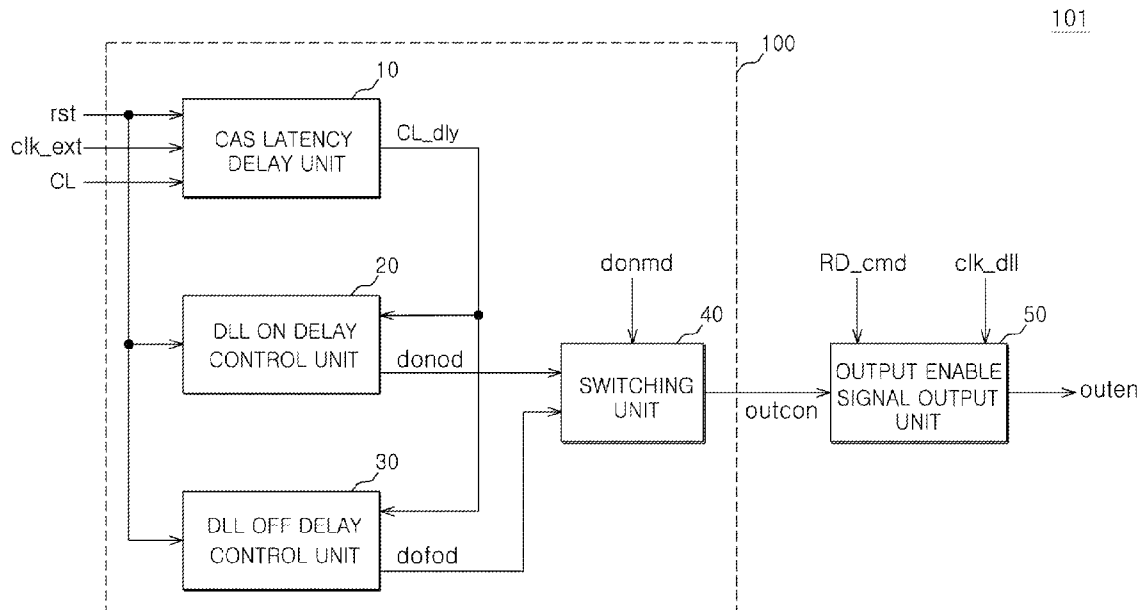 101
100
10
rst
clk_ext
CL
CAS LATENCY
DELAY UNIT
CL_dly
20
DLL ON DELAY
CONTROL UNIT
donod
donmd
40
SWITCHING
UNIT
outcon
RD_cmd
clk_dll
50
OUTPUT ENABLE
SIGNAL OUTPUT
UNIT
outen
30
DLL OFF DELAY
CONTROL UNIT
dofod